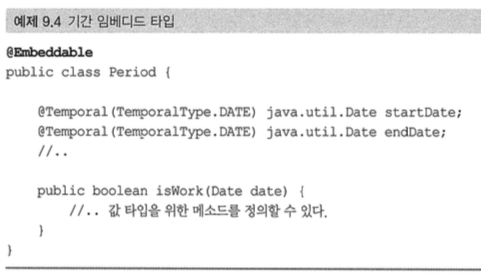 예제 9.4 기간 임베디드 타입
@Embeddable
public class Period {
@Temporal(TemporalType.DATE) java.util.Date startDate;
@Temporal(TemporalType.DATE) java.util.Date endDate;
//..
public boolean isWork(Date date) {
//.. 값 타입을 위한 메소드를 정의할 수 있다.
}
}